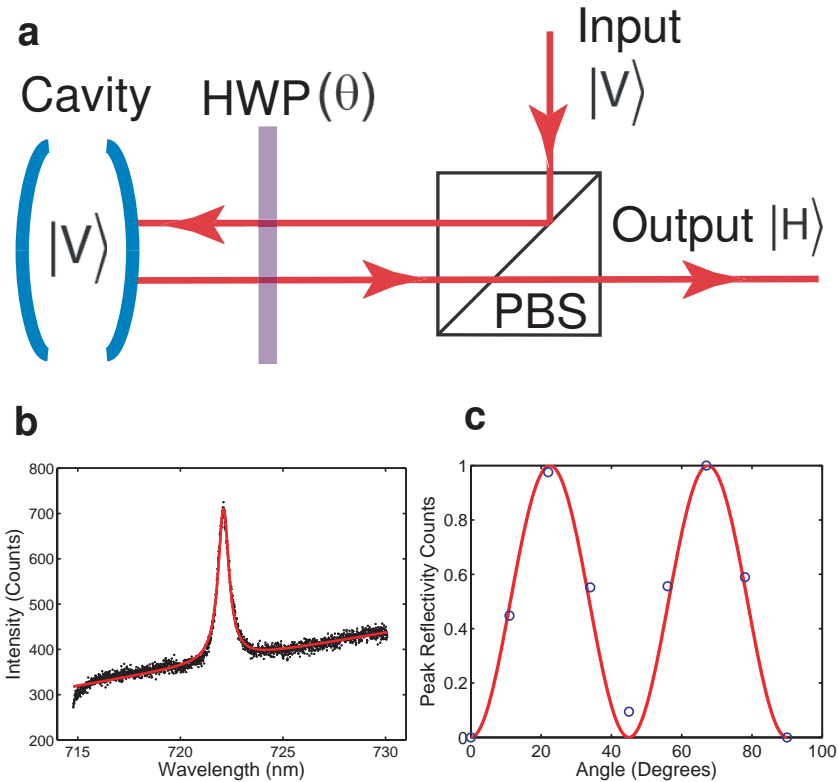 a
Input
|V⟩
Cavity
HWP(θ)
|V⟩
Output |H⟩
PBS
b
800
700
600
500
400
300
200
715
720
725
730
Intensity (Counts)
Wavelength (nm)
c
1
0.8
0.6
0.4
0.2
0
0
20
40
60
80
100
Peak Reflectivity Counts
Angle (Degrees)